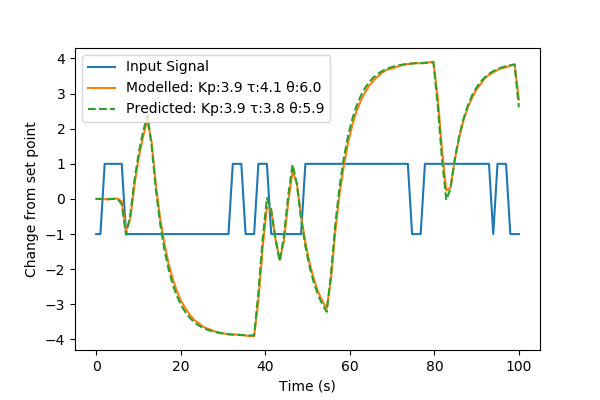 Input Signal
Modelled: Kp:3.9 τ:4.1 θ:6.0
Predicted: Kp:3.9 τ:3.8 θ:5.9
Change from set point
4
3
2
1
0
−1
−2
−3
−4
0 20 40 60 80 100
Time (s)